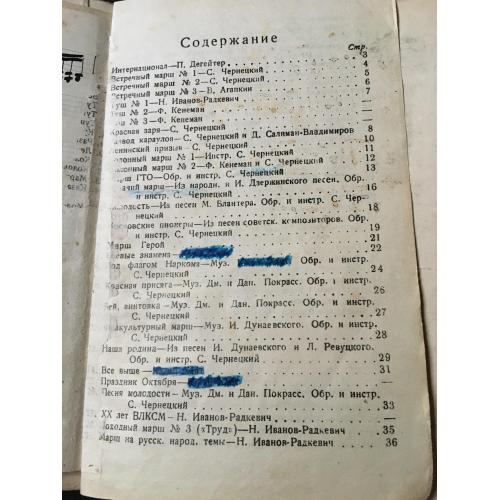 Содержание
Стр.
Интернационал—П. Дегейтер . . . 3
Встречный марш № 1—С. Чернецкий . . . 4
Встречный марш № 2—С. Чернецкий . . . 5
Встречный марш № 3—В. Агапкин . . . 6
Туш № 1—Н. Иванов-Радкевич . . . 7
Туш № 2—Ф. Кенеман . . . —
Туш № 3—Ф. Кенеман . . . —
Красная заря—С. Чернецкий . . . —
Развод караулов—С. Чернецкий и Д. Салиман-Владимиров 8
Ленинский призыв—С. Чернецкий . . . 10
Колонный марш № 1—Инстр. С. Чернецкий . . . 11
№ 2—Ф. Кенеман и С. Чернецкий . . . 12
Марш ГТО—Обр. и инстр. С. Чернецкий . . . 13
марш—Из народн. и И. Дзержинского песен. Обр.
и инстр. С. Чернецкий . . . 16
Молодость—Из песен М. Блантера. Обр. и инстр. С. Чер-
нецкий . . . 18
Московские пионеры—Из песен советск. композиторов. Обр.
и инстр. С. Чернецкий . . . 19
Марш Герой . . . 21
Боевые знамена— . . . 22
Под флагом Наркома—Муз. Обр. и инстр.
С. Чернецкий . . . 24
Красная присяга—Муз. Дм. и Дан. Покрасс. Обр. и инстр.
С. Чернецкий . . . 26
Бей, винтовка—Муз. Дм. и Дан. Покрасс. Обр. и инстр.
С. Чернецкий . . . 27
Физкультурный марш—Муз. И. Дунаевского. Обр. и инстр.
С. Чернецкий . . . 28
Наша родина—Из песен И. Дунаевского и Л. Ревуцкого.
Обр. и инстр. С. Чернецкий . . . 29
Все выше— . . . 31
Праздник Октября— . . . —
Песня молодости—Муз. Дм. и Дан. Покрасс. Обр. и инстр.
С. Чернецкий . . . 33
XX лет ВЛКСМ—Н. Иванов-Радкевич . . . —
Походный марш № 3 («Труд»)—Н. Иванов-Радкевич . . . 35
Марш на русск. народ. темы—Н. Иванов-Радкевич . . . 36